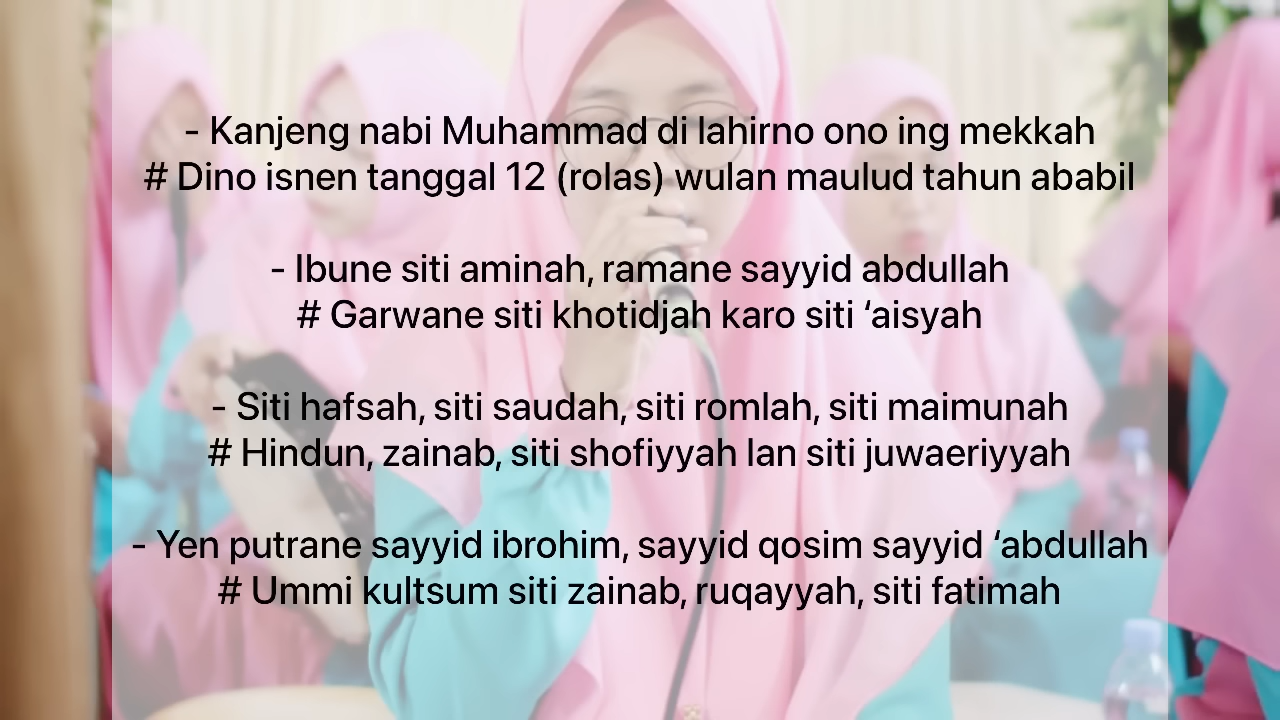 - Kanjeng nabi Muhammad di lahirno ono ing mekkah
# Dino isnen tanggal 12 (rolas) wulan maulud tahun ababil
- Ibune siti aminah, ramane sayyid abdullah
# Garwane siti khotidjah karo siti ‘aisyah
- Siti hafsah, siti saudah, siti romlah, siti maimunah
# Hindun, zainab, siti shofiyyah lan siti juwaeriyyah
- Yen putrane sayyid ibrohim, sayyid qosim sayyid ‘abdullah
# Ummi kultsum siti zainab, ruqayyah, siti fatimah